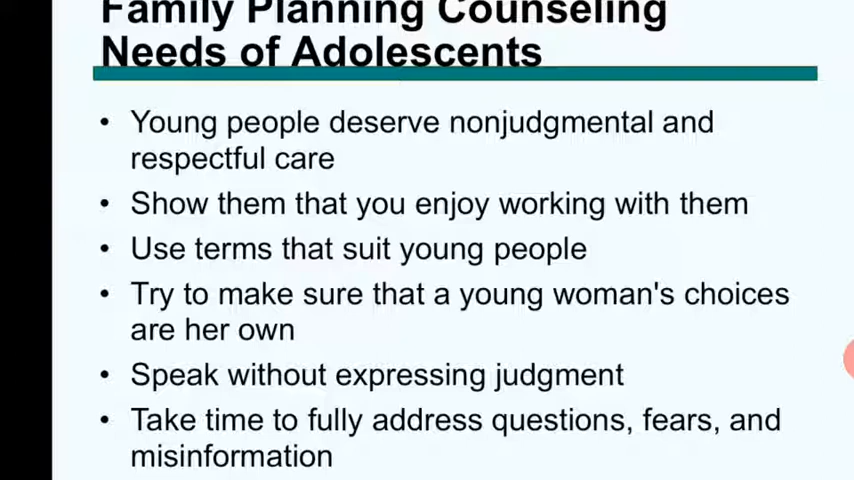 Family Planning Counseling
Needs of Adolescents
• Young people deserve nonjudgmental and
respectful care
• Show them that you enjoy working with them
• Use terms that suit young people
• Try to make sure that a young woman's choices
are her own
• Speak without expressing judgment
• Take time to fully address questions, fears, and
misinformation